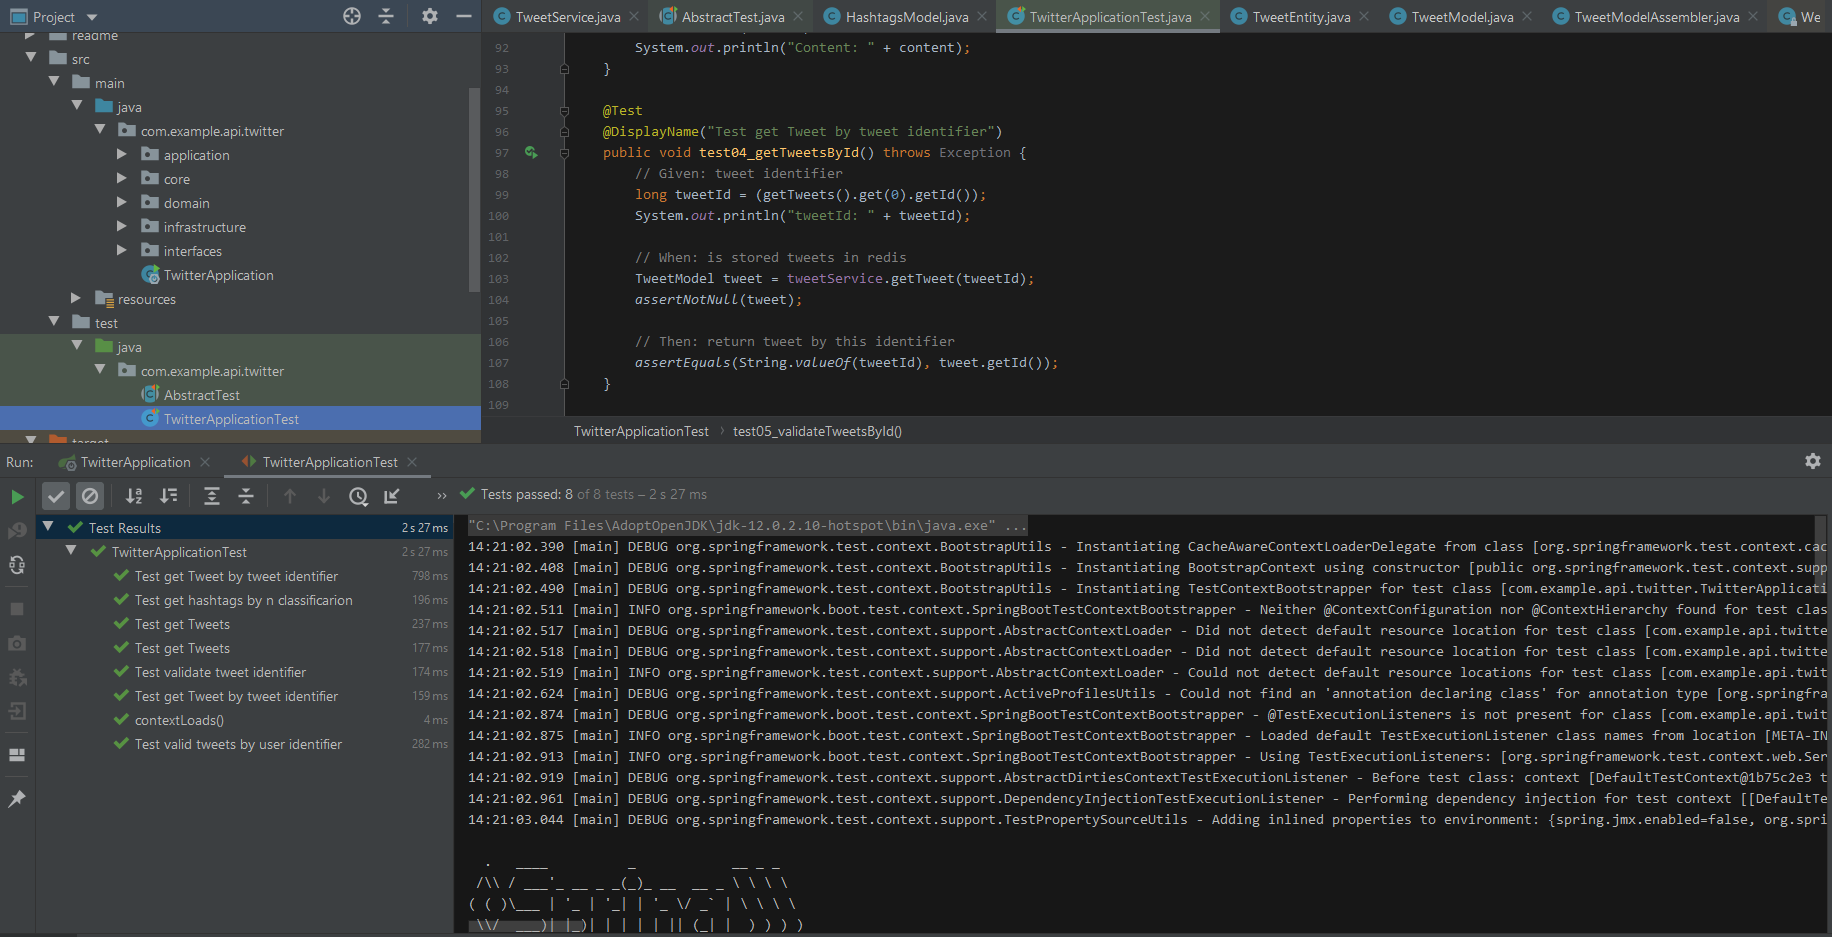 Project
TweetService.java
AbstractTest.java
HashtagsModel.java
TwitterApplicationTest.java
TweetEntity.java
TweetModel.java
TweetModelAssembler.java
We
readme
src
main
java
com.example.api.twitter
application
core
domain
infrastructure
interfaces
TwitterApplication
resources
test
java
com.example.api.twitter
AbstractTest
TwitterApplicationTest
target
92 System.out.println("Content: " + content);
93 }
94
95 @Test
96 @DisplayName("Test get Tweet by tweet identifier")
97 public void test04_getTweetsById() throws Exception {
98 // Given: tweet identifier
99 long tweetId = (getTweets().get(0).getId());
100 System.out.println("tweetId: " + tweetId);
101
102 // When: is stored tweets in redis
103 TweetModel tweet = tweetService.getTweet(tweetId);
104 assertNotNull(tweet);
105
106 // Then: return tweet by this identifier
107 assertEquals(String.valueOf(tweetId), tweet.getId());
108 }
109
TwitterApplicationTest › test05_validateTweetsById()
Run: TwitterApplication TwitterApplicationTest
» Tests passed: 8 of 8 tests – 2 s 27 ms
Test Results 2 s 27 ms
TwitterApplicationTest 2 s 27 ms
Test get Tweet by tweet identifier 798 ms
Test get hashtags by n classificarion 196 ms
Test get Tweets 237 ms
Test get Tweets 177 ms
Test validate tweet identifier 174 ms
Test get Tweet by tweet identifier 159 ms
contextLoads() 4 ms
Test valid tweets by user identifier 282 ms
"C:\Program Files\AdoptOpenJDK\jdk-12.0.2.10-hotspot\bin\java.exe" ...
14:21:02.390 [main] DEBUG org.springframework.test.context.BootstrapUtils - Instantiating CacheAwareContextLoaderDelegate from class [org.springframework.test.context.cac
14:21:02.408 [main] DEBUG org.springframework.test.context.BootstrapUtils - Instantiating BootstrapContext using constructor [public org.springframework.test.context.supp
14:21:02.490 [main] DEBUG org.springframework.test.context.BootstrapUtils - Instantiating TestContextBootstrapper for test class [com.example.api.twitter.TwitterApplicati
14:21:02.511 [main] INFO org.springframework.boot.test.context.SpringBootTestContextBootstrapper - Neither @ContextConfiguration nor @ContextHierarchy found for test clas
14:21:02.517 [main] DEBUG org.springframework.test.context.support.AbstractContextLoader - Did not detect default resource location for test class [com.example.api.twitte
14:21:02.518 [main] DEBUG org.springframework.test.context.support.AbstractContextLoader - Did not detect default resource location for test class [com.example.api.twitte
14:21:02.519 [main] INFO org.springframework.test.context.support.AbstractContextLoader - Could not detect default resource locations for test class [com.example.api.twit
14:21:02.624 [main] DEBUG org.springframework.test.context.support.ActiveProfilesUtils - Could not find an 'annotation declaring class' for annotation type [org.springfra
14:21:02.874 [main] DEBUG org.springframework.boot.test.context.SpringBootTestContextBootstrapper - @TestExecutionListeners is not present for class [com.example.api.twit
14:21:02.875 [main] INFO org.springframework.boot.test.context.SpringBootTestContextBootstrapper - Loaded default TestExecutionListener class names from location [META-IN
14:21:02.913 [main] INFO org.springframework.boot.test.context.SpringBootTestContextBootstrapper - Using TestExecutionListeners: [org.springframework.test.context.web.Ser
14:21:02.919 [main] DEBUG org.springframework.test.context.support.AbstractDirtiesContextTestExecutionListener - Before test class: context [DefaultTestContext@1b75c2e3 t
14:21:02.961 [main] DEBUG org.springframework.test.context.support.DependencyInjectionTestExecutionListener - Performing dependency injection for test context [[DefaultTe
14:21:03.044 [main] DEBUG org.springframework.test.context.support.TestPropertySourceUtils - Adding inlined properties to environment: {spring.jmx.enabled=false, org.spri